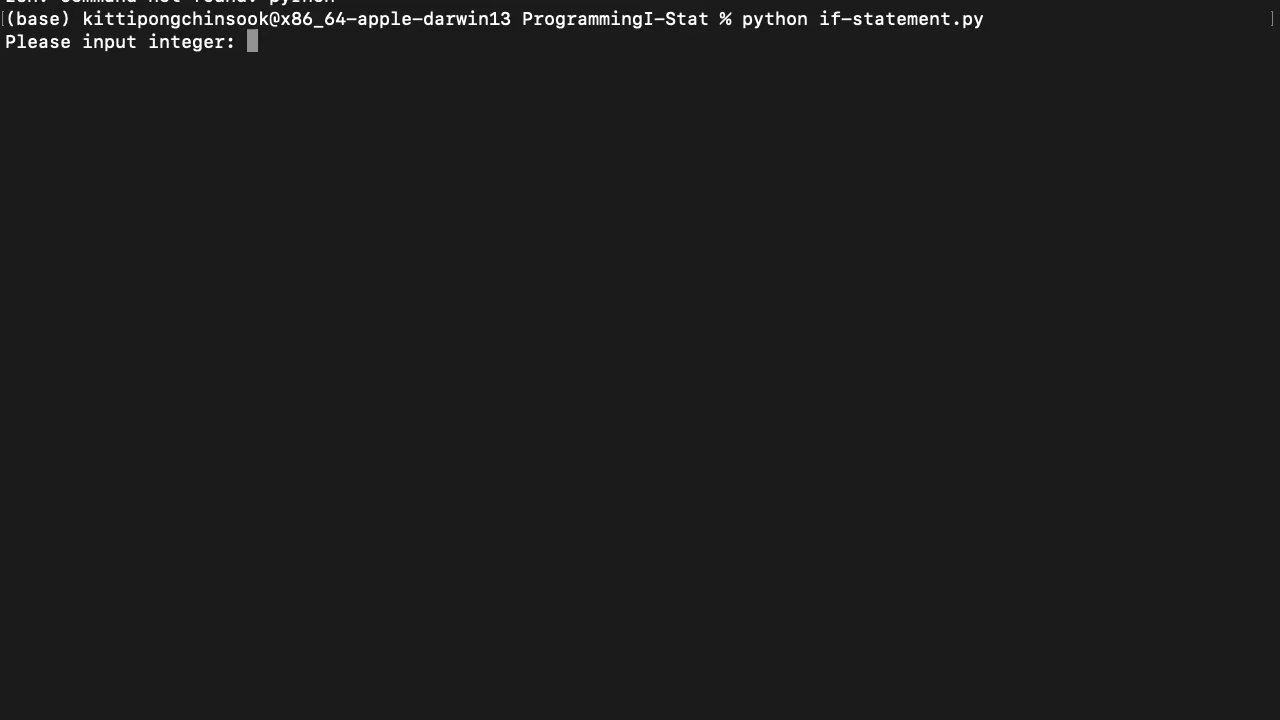 (base) kittipongchinsook@x86_64-apple-darwin13 ProgrammingI-Stat % python if-statement.py
Please input integer: